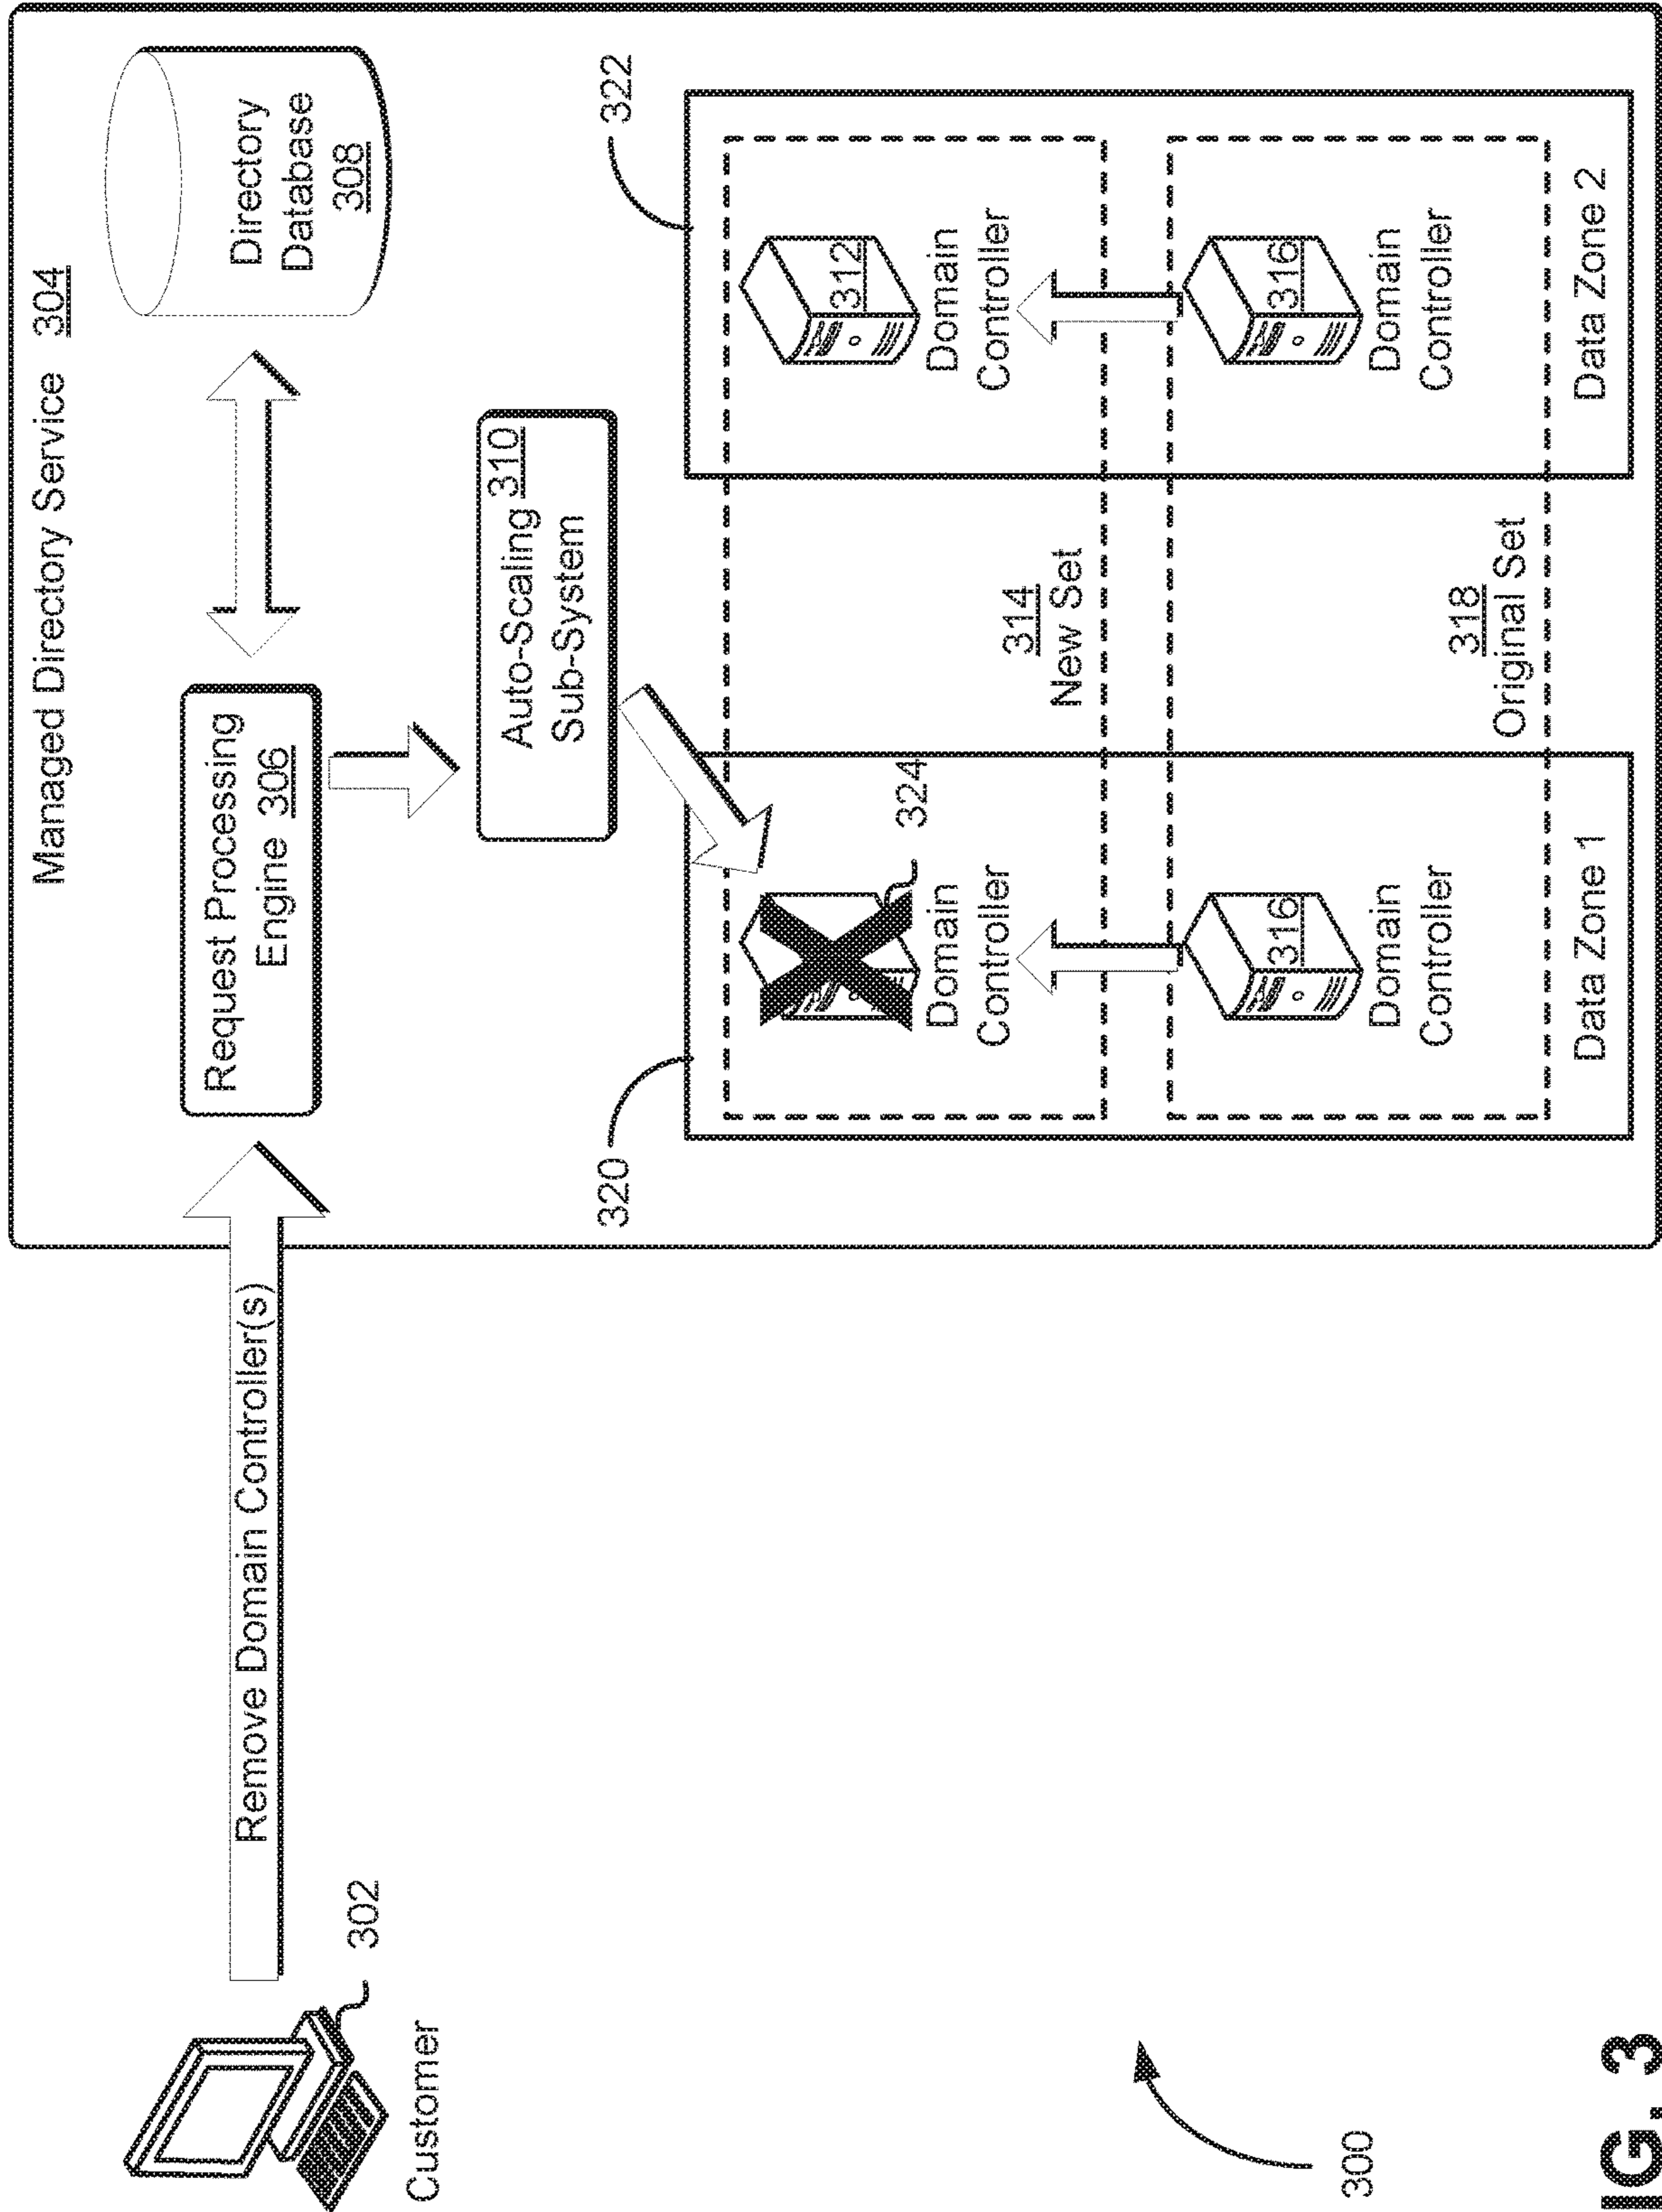 Managed Directory Service 304
Request Processing
Engine 306
Directory
Database
308
Remove Domain Controller(s)
302
Customer
Auto-Scaling 310
Sub-System
320
322
324
Domain
Controller
312
Domain
Controller
314
New Set
316
Domain
Controller
316
Domain
Controller
318
Original Set
Data Zone 1
Data Zone 2
300
IG. 3